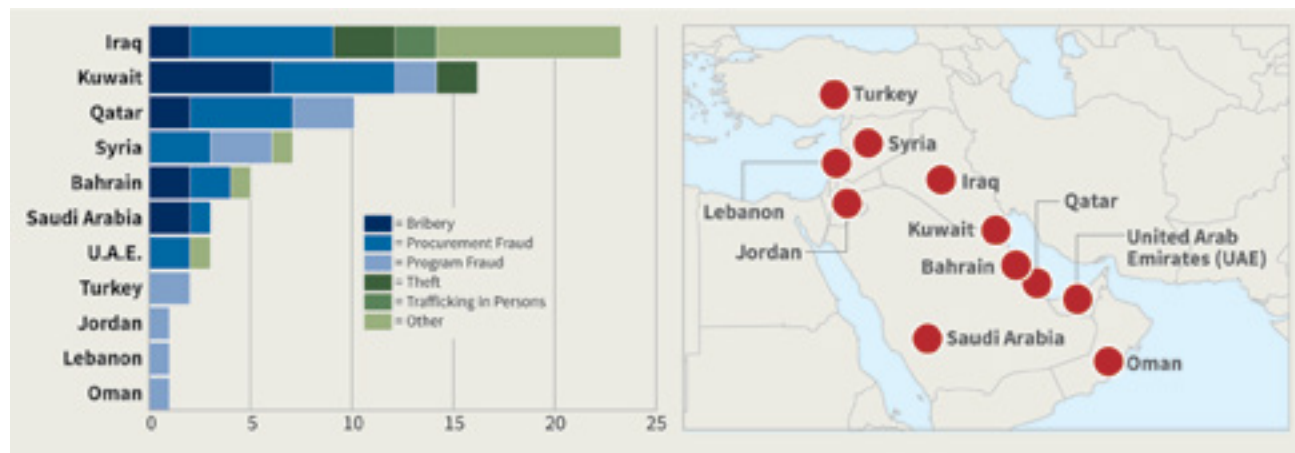 Iraq
Kuwait
Qatar
Syria
Bahrain
Saudi Arabia
U.A.E.
Turkey
Jordan
Lebanon
Oman
0 5 10 15 20 25
= Bribery
= Procurement Fraud
= Program Fraud
= Theft
= Trafficking In Persons
= Other
Turkey
Syria
Iraq
Lebanon
Qatar
Kuwait
Jordan
United Arab
Emirates (UAE)
Bahrain
Saudi Arabia
Oman